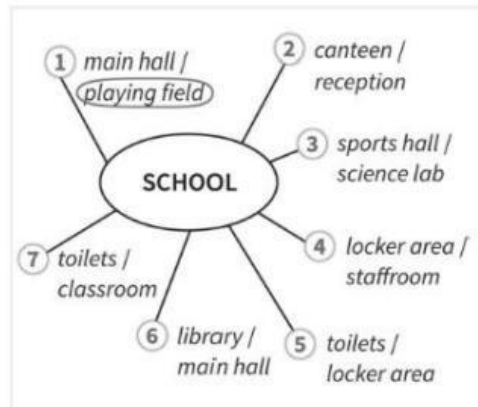 1 main hall /
playing field
2 canteen /
reception
3 sports hall /
science lab
SCHOOL
4 locker area /
staffroom
7 toilets /
classroom
6 library /
main hall
5 toilets /
locker area